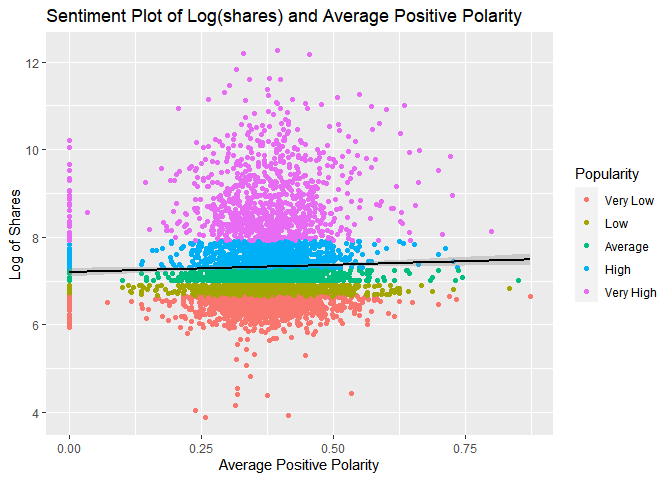 Sentiment Plot of Log(shares) and Average Positive Polarity
12
10
8
6
4
Log of Shares
0.00
0.25
0.50
0.75
Average Positive Polarity
Popularity
Very Low
Low
Average
High
Very High